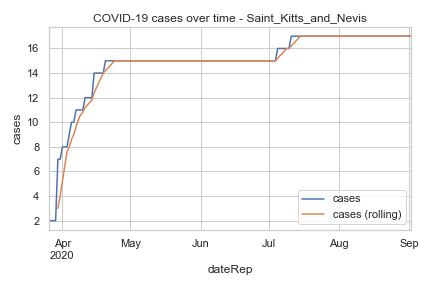 COVID-19 cases over time - Saint_Kitts_and_Nevis
cases
16
14
12
10
8
6
4
2
cases
cases (rolling)
Apr May Jun Jul Aug Sep
2020
dateRep